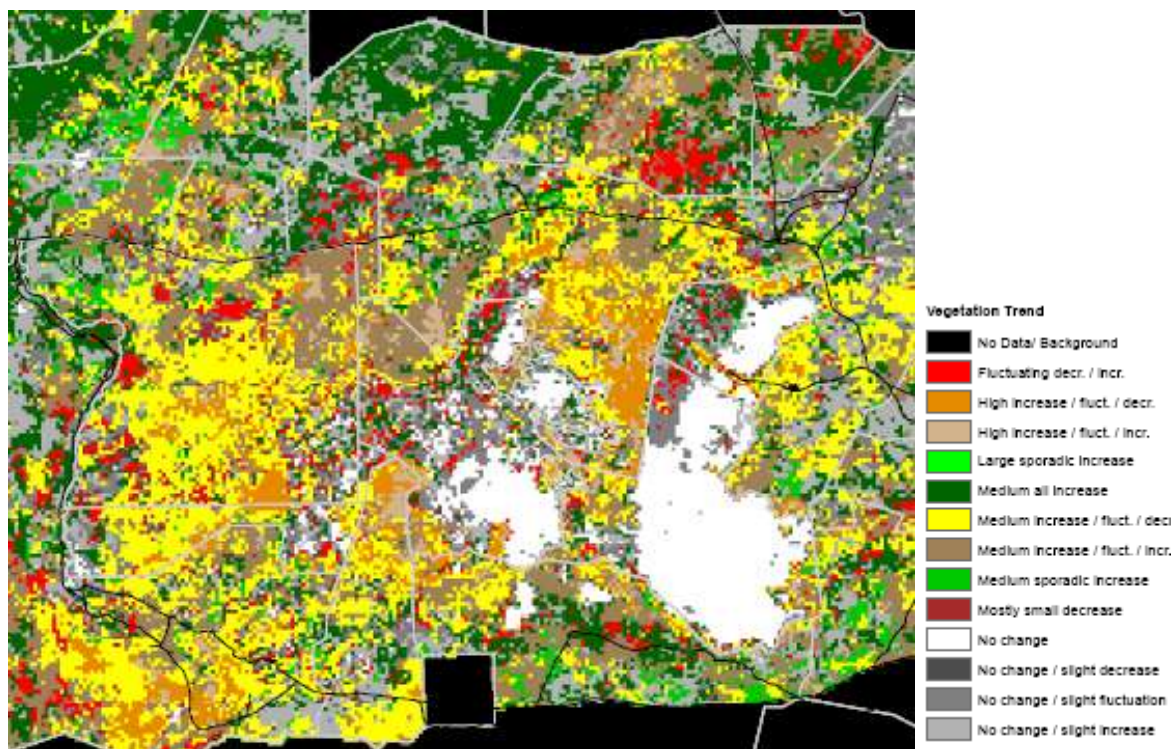 Vegetation Trend
No Data/ Background
Fluctuating decr. / Incr.
High Increase / fluct. / decr.
High Increase / fluct. / Incr.
Large sporadic Increase
Medium all Increase
Medium Increase / fluct. / decr.
Medium Increase / fluct. / Incr.
Medium sporadic Increase
Mostly small decrease
No change
No change / slight decrease
No change / slight fluctuation
No change / slight Increase